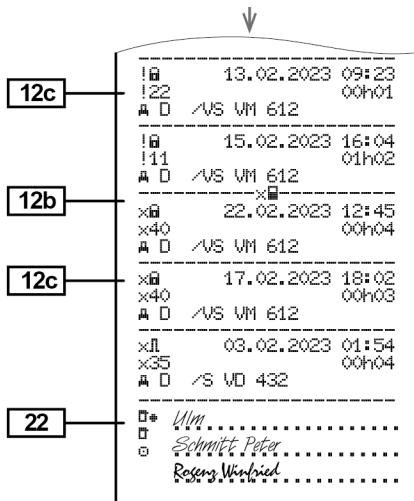 !13.02.2023 09:23
12c
!22 00h01
D /VS VM 612
! 15.02.2023 16:04
!11 01h02
D /VS VM 612
12b
x
x 22.02.2023 12:45
x40 00h04
D /VS VM 612
12c
x 17.02.2023 18:02
x40 00h03
D /VS VM 612
x 03.02.2023 01:54
x35 00h04
D /S VD 432
22
Ulm
Schmitt Peter
Rogenz Winfried